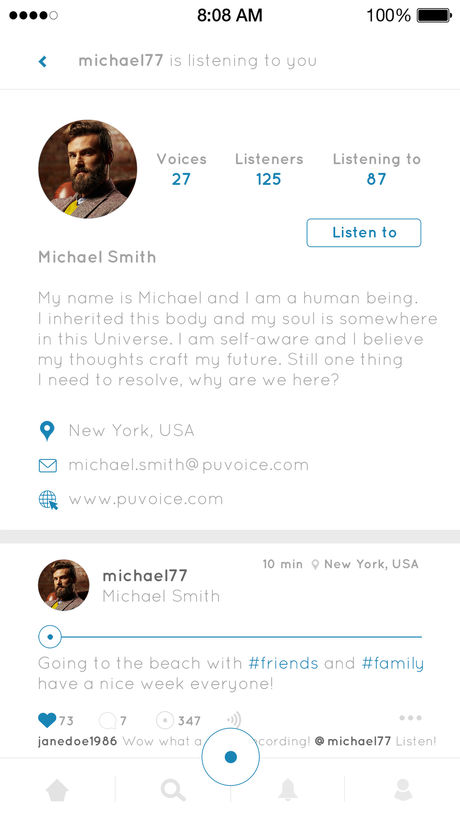 8:08 AM 100%
michael77 is listening to you
Voices Listeners Listening to
27 125 87
Listen to
Michael Smith
My name is Michael and I am a human being.
I inherited this body and my soul is somewhere
in this Universe. I am self-aware and I believe
my thoughts craft my future. Still one thing
I need to resolve, why are we here?
New York, USA
michael.smith@puvoice.com
www.puvoice.com
10 min New York, USA
michael77
Michael Smith
Going to the beach with #friends and #family
have a nice week everyone!
73 7 347
janedoe1986 Wow what a ecording! @michael77 Listen!